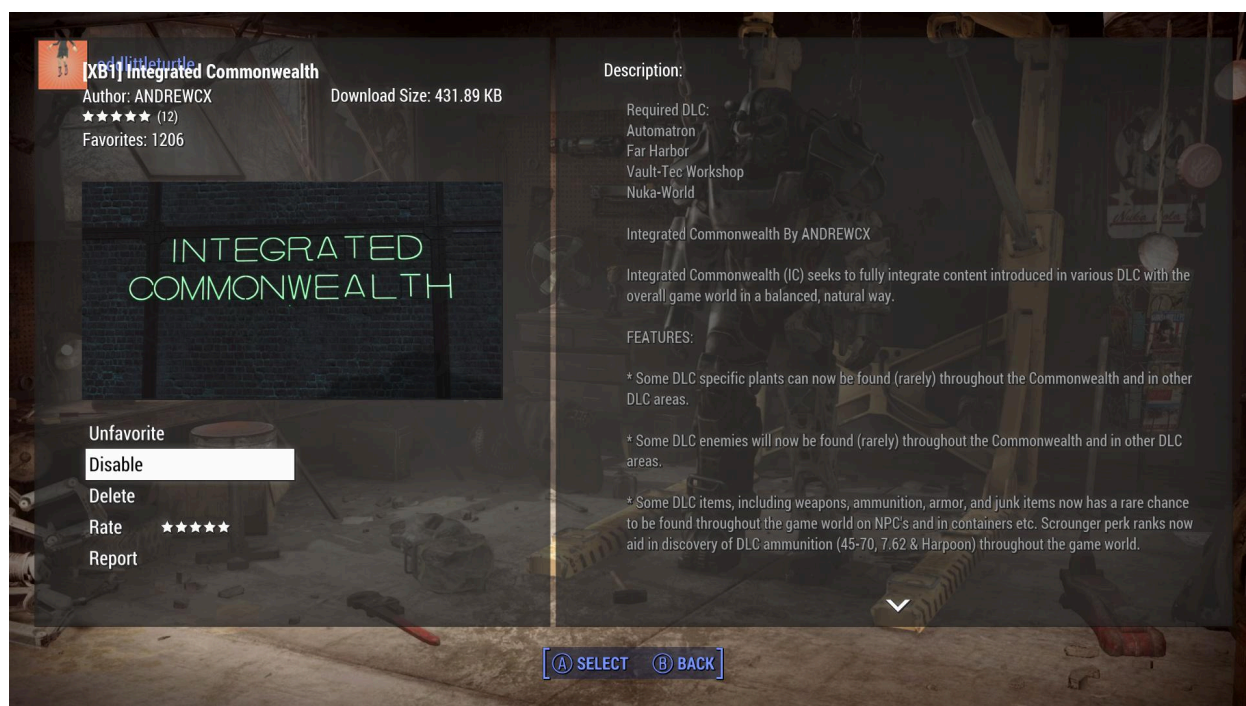 oddlittleturtle
[XB1] Integrated Commonwealth
Author: ANDREWCX
Download Size: 431.89 KB
★★★★★ (12)
Favorites: 1206
INTEGRATED
COMMONWEALTH
Unfavorite
Disable
Delete
Rate ★★★★★
Report
Description:
Required DLC:
Automatron
Far Harbor
Vault-Tec Workshop
Nuka-World
Integrated Commonwealth By ANDREWCX
Integrated Commonwealth (IC) seeks to fully integrate content introduced in various DLC with the
overall game world in a balanced, natural way.
FEATURES:
* Some DLC specific plants can now be found (rarely) throughout the Commonwealth and in other
DLC areas.
* Some DLC enemies will now be found (rarely) throughout the Commonwealth and in other DLC
areas.
* Some DLC items, including weapons, ammunition, armor, and junk items now has a rare chance
to be found throughout the game world on NPC's and in containers etc. Scrounger perk ranks now
aid in discovery of DLC ammunition (45-70, 7.62 & Harpoon) throughout the game world.
Nuka-Cola
[Ⓐ SELECT Ⓑ BACK]